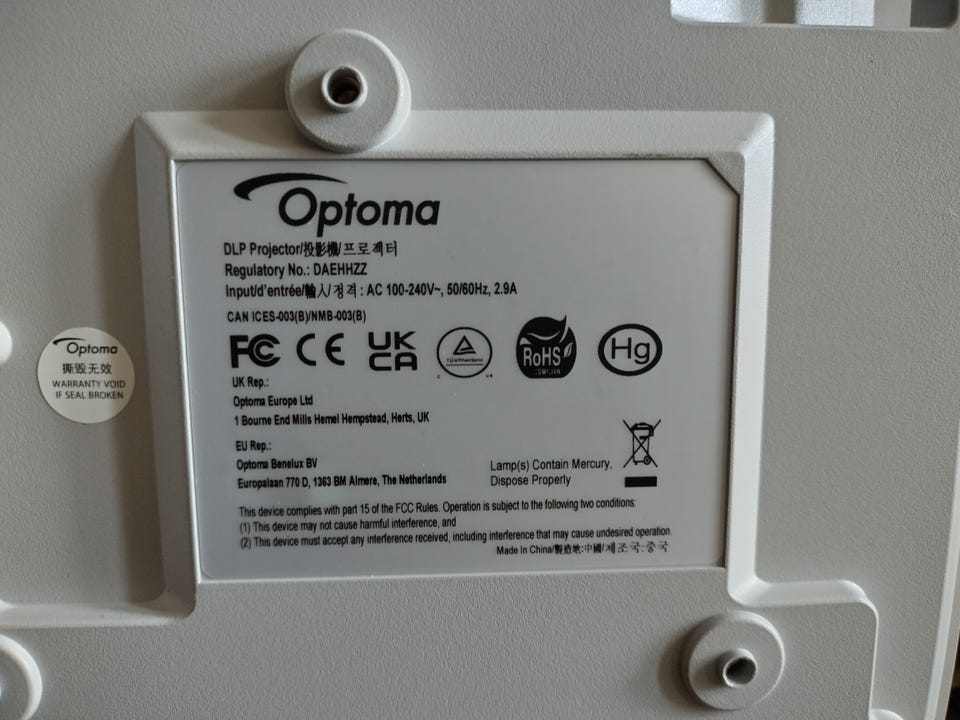 Optoma
DLP Projector/投影機/프로젝터
Regulatory No.: DAEHHZZ
Input/d'entrée/輸入/정격 : AC 100-240V~, 50/60Hz, 2.9A
CAN ICES-003(B)/NMB-003(B)
FC CE UK CA TÜVRheinland RoHS COMPLIANT Hg
C US
UK Rep.:
Optoma Europe Ltd
1 Bourne End Mills Hemel Hempstead, Herts, UK
EU Rep.:
Optoma Benelux BV
Europalaan 770 D, 1363 BM Almere, The Netherlands
Lamp(s) Contain Mercury,
Dispose Properly
This device complies with part 15 of the FCC Rules. Operation is subject to the following two conditions:
(1) This device may not cause harmful interference, and
(2) This device must accept any interference received, including interference that may cause undesired operation.
Made In China/製造地:中國/제조국:중국
Optoma
撕毁无效
WARRANTY VOID
IF SEAL BROKEN